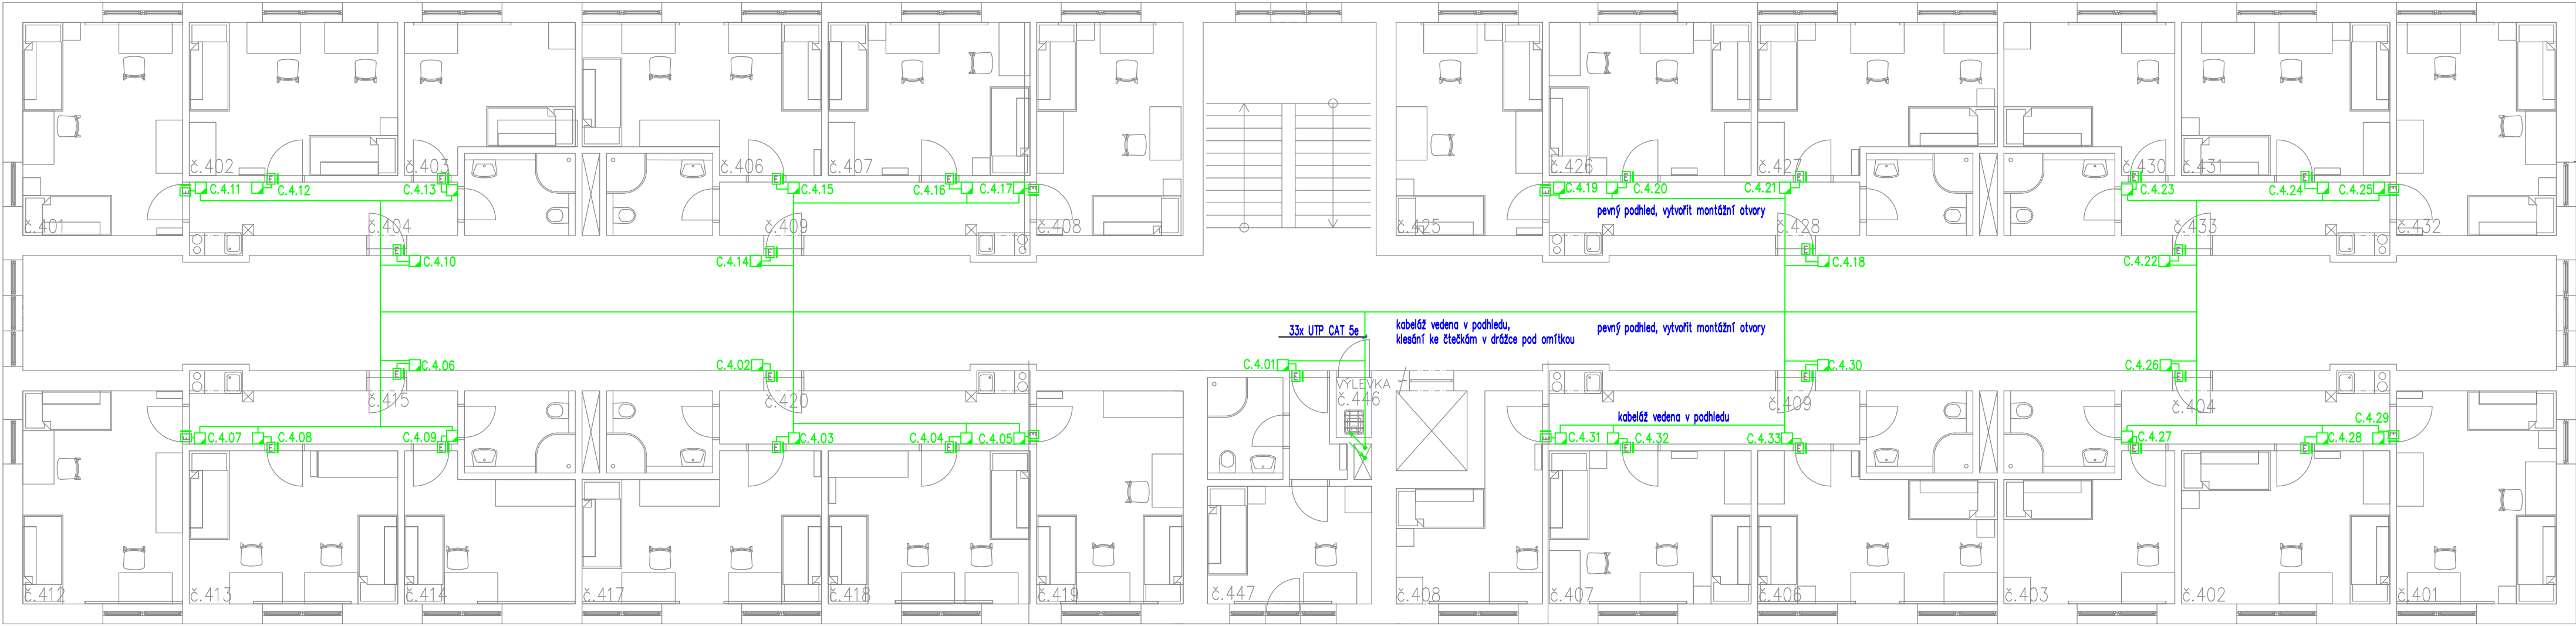 č.402
č.403
č.406
č.407
č.426
č.427
č.430
č.431
C.4.11
C.4.12
C.4.13
C.4.15
C.4.16
C.4.17
C.4.19
C.4.20
C.4.21
C.4.23
C.4.24
C.4.25
pevný podhled, vytvořit montážní otvory
č.401
č.404
č.409
č.408
č.425
č.428
č.433
č.432
C.4.10
C.4.14
C.4.18
C.4.22
33x UTP CAT 5e
kabeláž vedena v podhledu,
klesání ke čtečkám v drážce pod omítkou
pevný podhled, vytvořit montážní otvory
C.4.06
C.4.02
C.4.01
C.4.30
C.4.26
VÝLEVKA
č.446
č.415
č.420
č.409
č.404
kabeláž vedena v podhledu
C.4.29
C.4.07
C.4.08
C.4.09
C.4.03
C.4.04
C.4.05
C.4.31
C.4.32
C.4.33
C.4.27
C.4.28
č.412
č.413
č.414
č.417
č.418
č.419
č.447
č.408
č.407
č.406
č.403
č.402
č.401